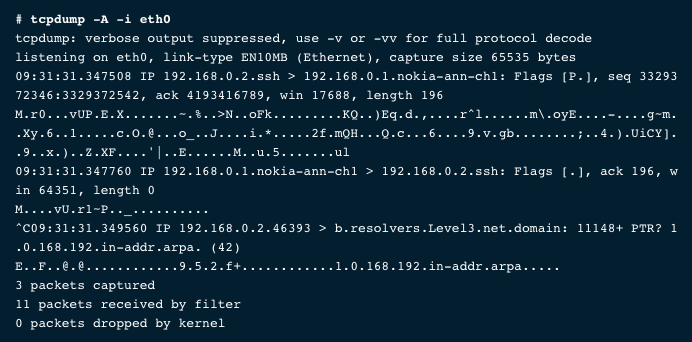 # tcpdump -A -i eth0
tcpdump: verbose output suppressed, use -v or -vv for full protocol decode
listening on eth0, link-type EN10MB (Ethernet), capture size 65535 bytes
09:31:31.347508 IP 192.168.0.2.ssh > 192.168.0.1.nokia-ann-ch1: Flags [P.], seq 33293
72346:3329372542, ack 4193416789, win 17688, length 196
M.r0...vUP.E.X.......~.%..>N..oFk.........KQ..)Eq.d.,....r^l......m\.oyE....-....g~m.
.Xy.6..1.....c.O.@...o_..J....i.*.....2f.mQH...Q.c...6....9.v.gb........;..4.).UiCY].
.9..x.)..Z.XF....'|..E......M..u.5.......ul
09:31:31.347760 IP 192.168.0.1.nokia-ann-ch1 > 192.168.0.2.ssh: Flags [.], ack 196, w
in 64351, length 0
M....vU.r1~P.._..........
^C09:31:31.349560 IP 192.168.0.2.46393 > b.resolvers.Level3.net.domain: 11148+ PTR? 1
.0.168.192.in-addr.arpa. (42)
E..F..@.@............9.5.2.f+............1.0.168.192.in-addr.arpa.....
3 packets captured
11 packets received by filter
0 packets dropped by kernel